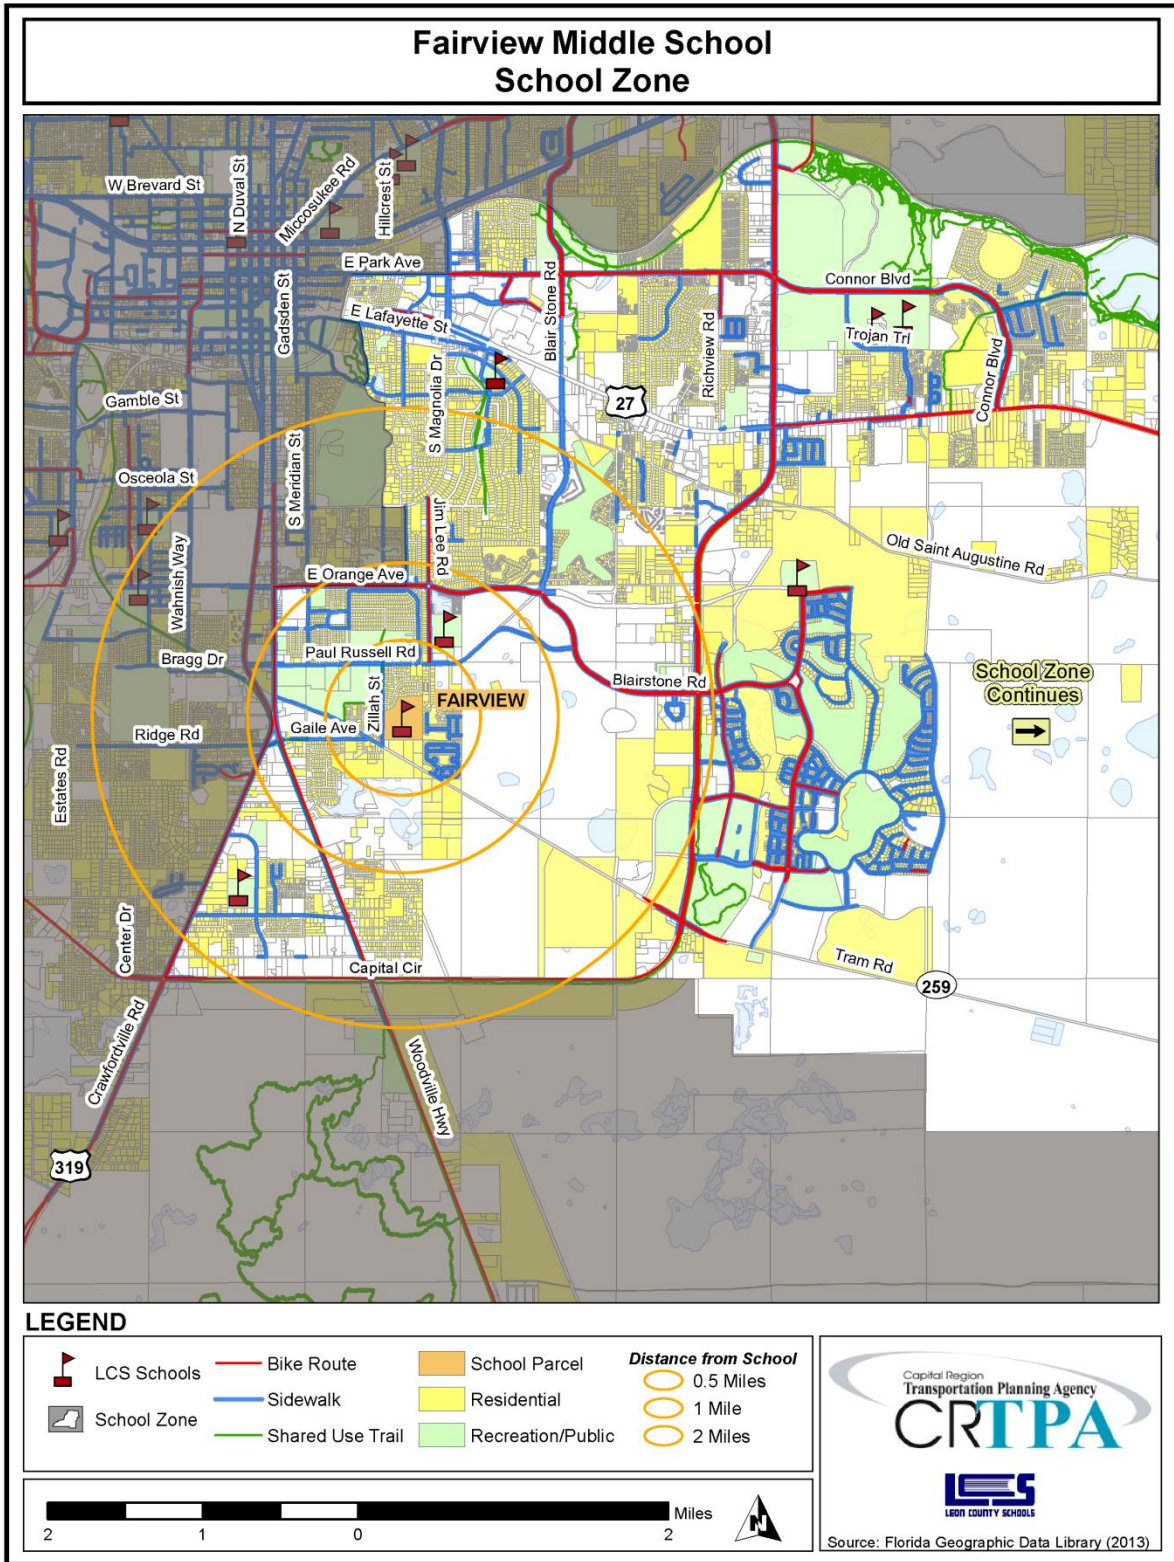 Fairview Middle School
School Zone
W Brevard St
N Duval St
Miccosukee Rd
Hillcrest St
E Park Ave
Gadsden St
E Lafayette St
Blair Stone Rd
S Magnolia Dr
Richview Rd
Connor Blvd
Trojan Trl
Connor Blvd
27
Gamble St
Osceola St
S Meridian St
Jim Lee Rd
Wahnish Way
E Orange Ave
Old Saint Augustine Rd
Bragg Dr
Paul Russell Rd
Zillah St
FAIRVIEW
Blairstone Rd
School Zone
Continues
Ridge Rd
Gaile Ave
Estates Rd
Center Dr
Capital Cir
Tram Rd
259
Crawfordville Rd
Woodville Hwy
319
LEGEND
LCS Schools
School Zone
Bike Route
Sidewalk
Shared Use Trail
School Parcel
Residential
Recreation/Public
Distance from School
0.5 Miles
1 Mile
2 Miles
2 1 0 2 Miles
N
Capital Region
Transportation Planning Agency
CRTPA
LCS
LEON COUNTY SCHOOLS
Source: Florida Geographic Data Library (2013)